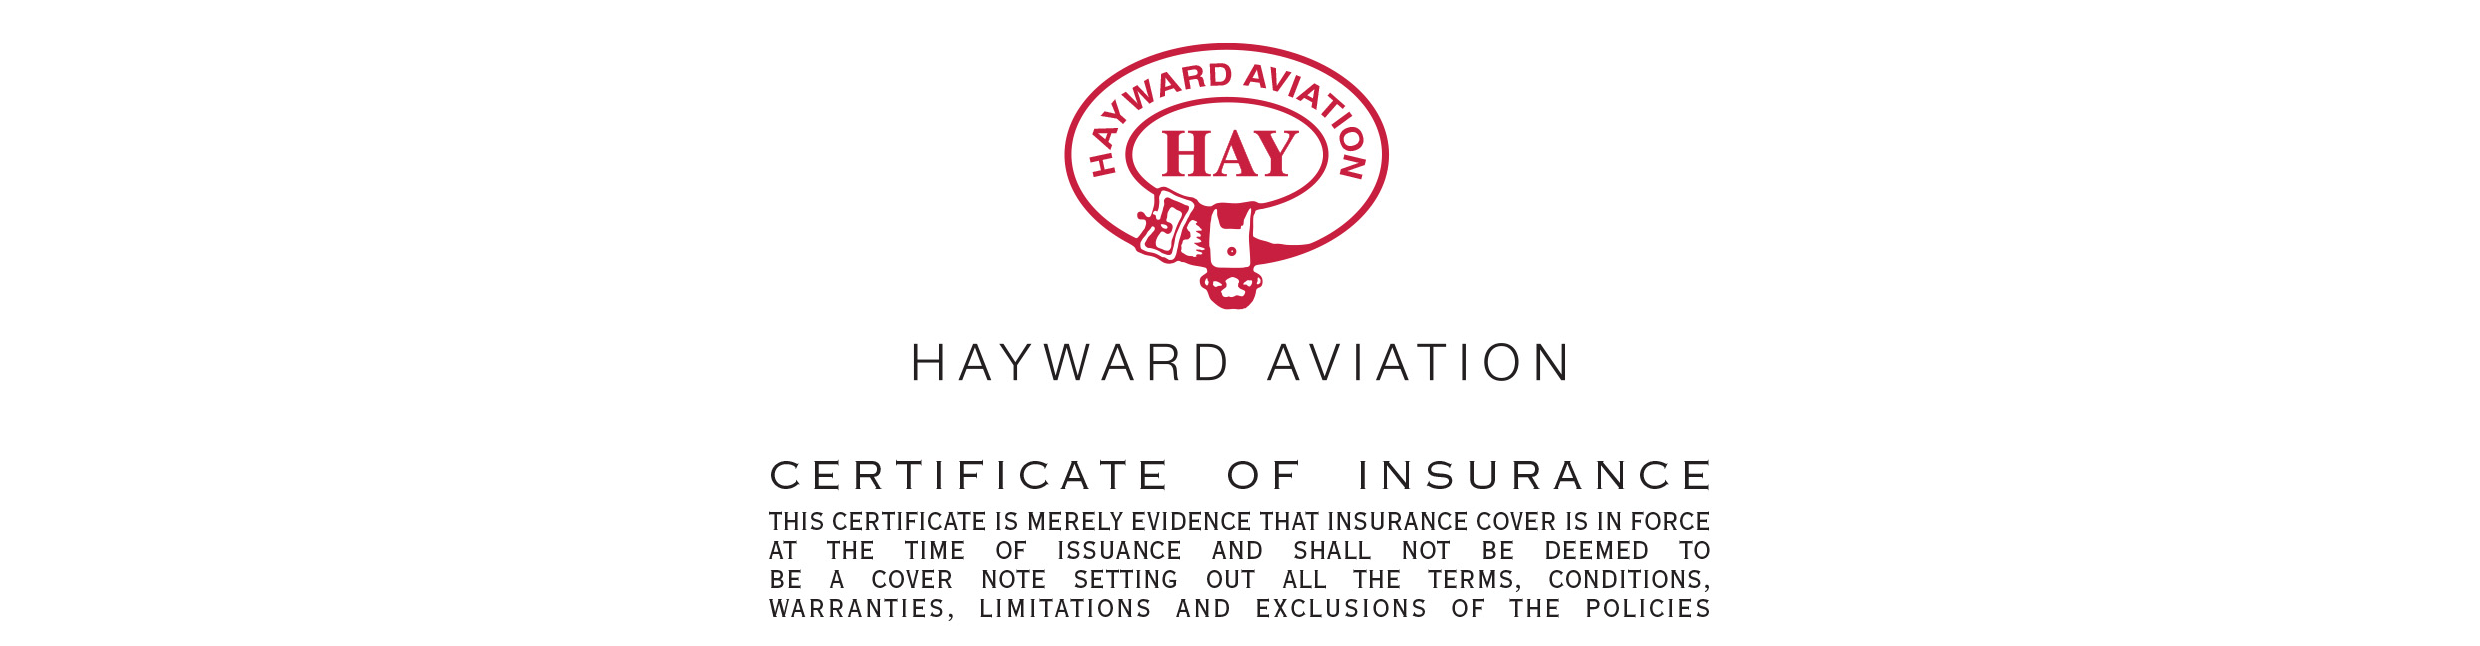 HAYWARD AVIATION
HAY
HAYWARD AVIATION
CERTIFICATE OF INSURANCE
THIS CERTIFICATE IS MERELY EVIDENCE THAT INSURANCE COVER IS IN FORCE
AT THE TIME OF ISSUANCE AND SHALL NOT BE DEEMED TO
BE A COVER NOTE SETTING OUT ALL THE TERMS, CONDITIONS,
WARRANTIES, LIMITATIONS AND EXCLUSIONS OF THE POLICIES